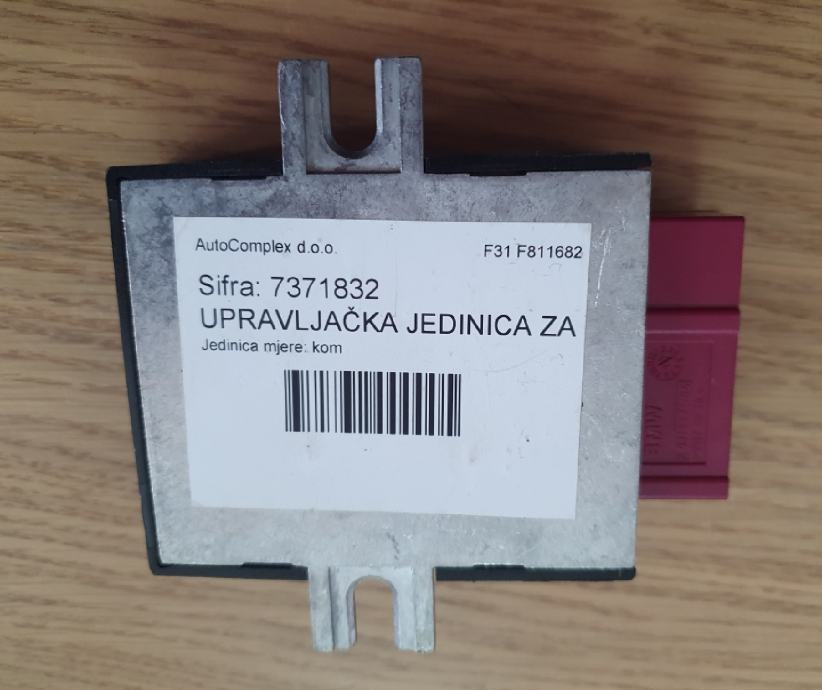 AutoComplex d.o.o.
F31 F811682
Sifra: 7371832
UPRAVLJAČKA JEDINICA ZA
Jedinica mjere: kom